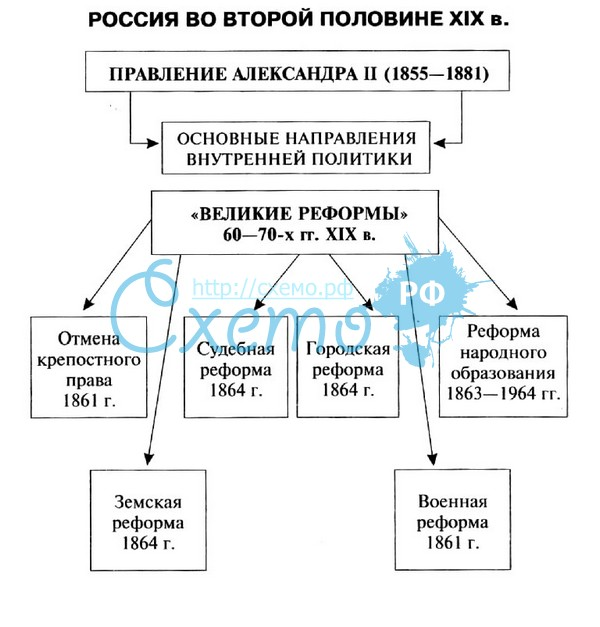 РОССИЯ ВО ВТОРОЙ ПОЛОВИНЕ XIX в.
ПРАВЛЕНИЕ АЛЕКСАНДРА II (1855—1881)
ОСНОВНЫЕ НАПРАВЛЕНИЯ
ВНУТРЕННЕЙ ПОЛИТИКИ
«ВЕЛИКИЕ РЕФОРМЫ»
60—70-х гг. XIX в.
http://схемо.рф
Схемо
РФ
Отмена
крепостного
права
1861 г.
Судебная
реформа
1864 г.
Городская
реформа
1864 г.
Реформа
народного
образования
1863—1964 гг.
Земская
реформа
1864 г.
Военная
реформа
1861 г.